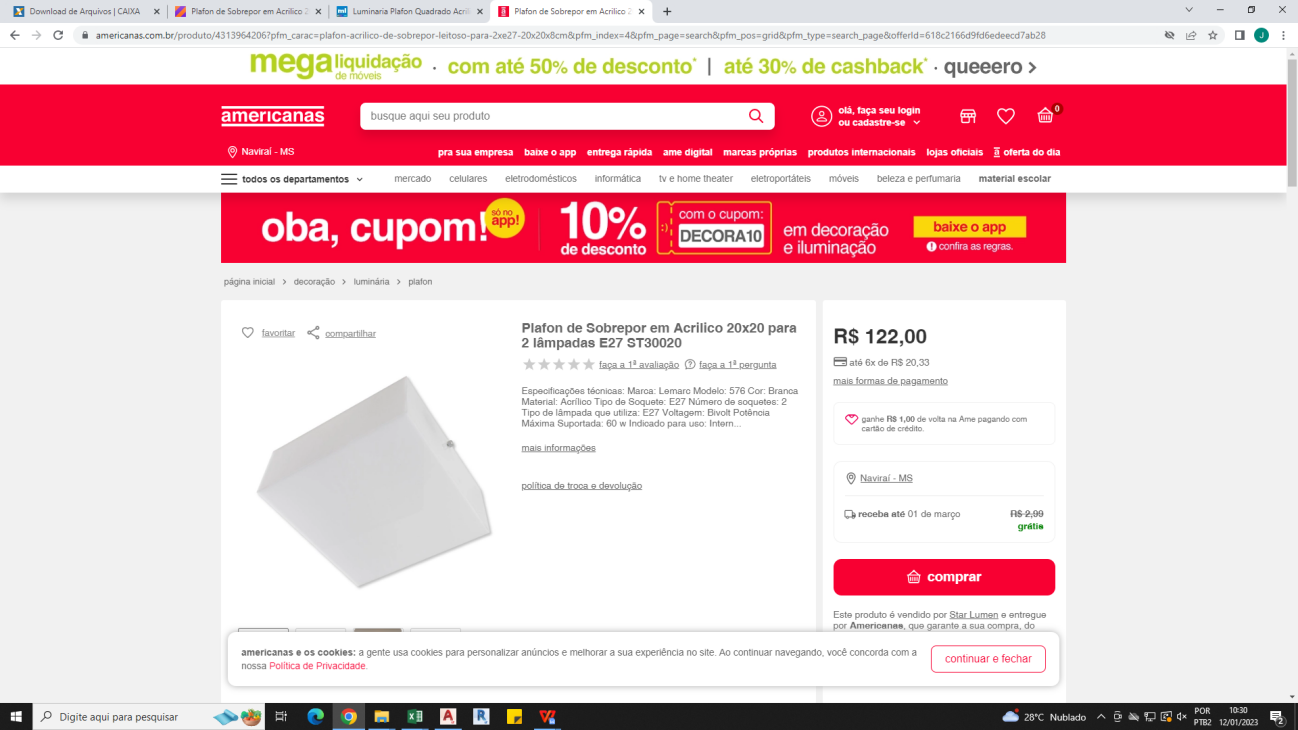 Download de Arquivos | CAIXA
Plafon de Sobrepor em Acrílico 2
Luminaria Plafon Quadrado Acríl
Plafon de Sobrepor em Acrilico 2
americanas.com.br/produto/4313964206?pfm_carac=plafon-acrilico-de-sobrepor-leitoso-para-2xe27-20x20x8cm&pfm_index=4&pfm_page=search&pfm_pos=grid&pfm_type=search_page&offerId=618c2166d9fd6edeecd7ab28
J
mega liquidação de móveis · com até 50% de desconto* | até 30% de cashback* · queeero >
americanas
busque aqui seu produto
olá, faça seu login
ou cadastre-se
0
Naviraí - MS
pra sua empresa baixe o app entrega rápida ame digital marcas próprias produtos internacionais lojas oficiais oferta do dia
todos os departamentos
mercado celulares eletrodomésticos informática tv e home theater eletroportáteis móveis beleza e perfumaria material escolar
oba, cupom!
só no app!
10%
de desconto
com o cupom:
DECORA10
em decoração
e iluminação
baixe o app
confira as regras.
página inicial > decoração > luminária > plafon
favoritar
compartilhar
Plafon de Sobrepor em Acrilico 20x20 para
2 lâmpadas E27 ST30020
faça a 1ª avaliação
faça a 1ª pergunta
Especificações técnicas: Marca: Lemarc Modelo: 576 Cor: Branca
Material: Acrílico Tipo de Soquete: E27 Número de soquetes: 2
Tipo de lâmpada que utiliza: E27 Voltagem: Bivolt Potência
Máxima Suportada: 60 w Indicado para uso: Intern...
mais informações
política de troca e devolução
R$ 122,00
até 6x de R$ 20,33
mais formas de pagamento
ganhe R$ 1,00 de volta na Ame pagando com
cartão de crédito.
Naviraí - MS
receba até 01 de março
R$ 2,99
grátis
comprar
Este produto é vendido por Star Lumen e entregue
por Americanas, que garante a sua compra, do
americanas e os cookies: a gente usa cookies para personalizar anúncios e melhorar a sua experiência no site. Ao continuar navegando, você concorda com a
nossa Política de Privacidade.
continuar e fechar
Digite aqui para pesquisar
28°C Nublado
POR
PTB2
10:30
12/01/2023
2